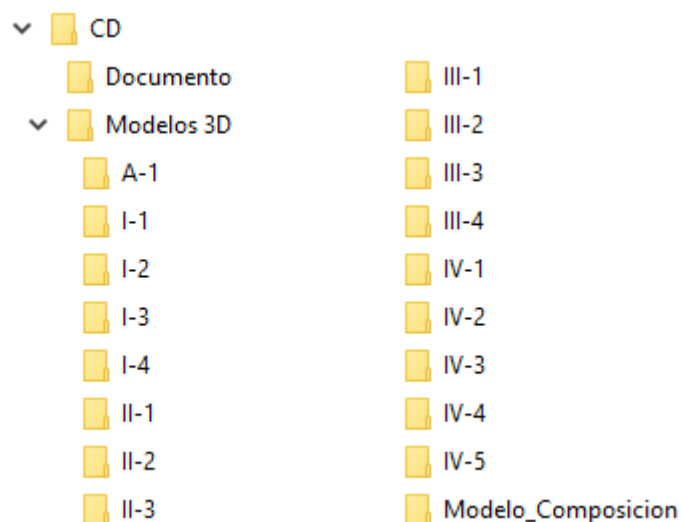 CD
Documento
Modelos 3D
A-1
I-1
I-2
I-3
I-4
II-1
II-2
II-3
III-1
III-2
III-3
III-4
IV-1
IV-2
IV-3
IV-4
IV-5
Modelo_Composicion